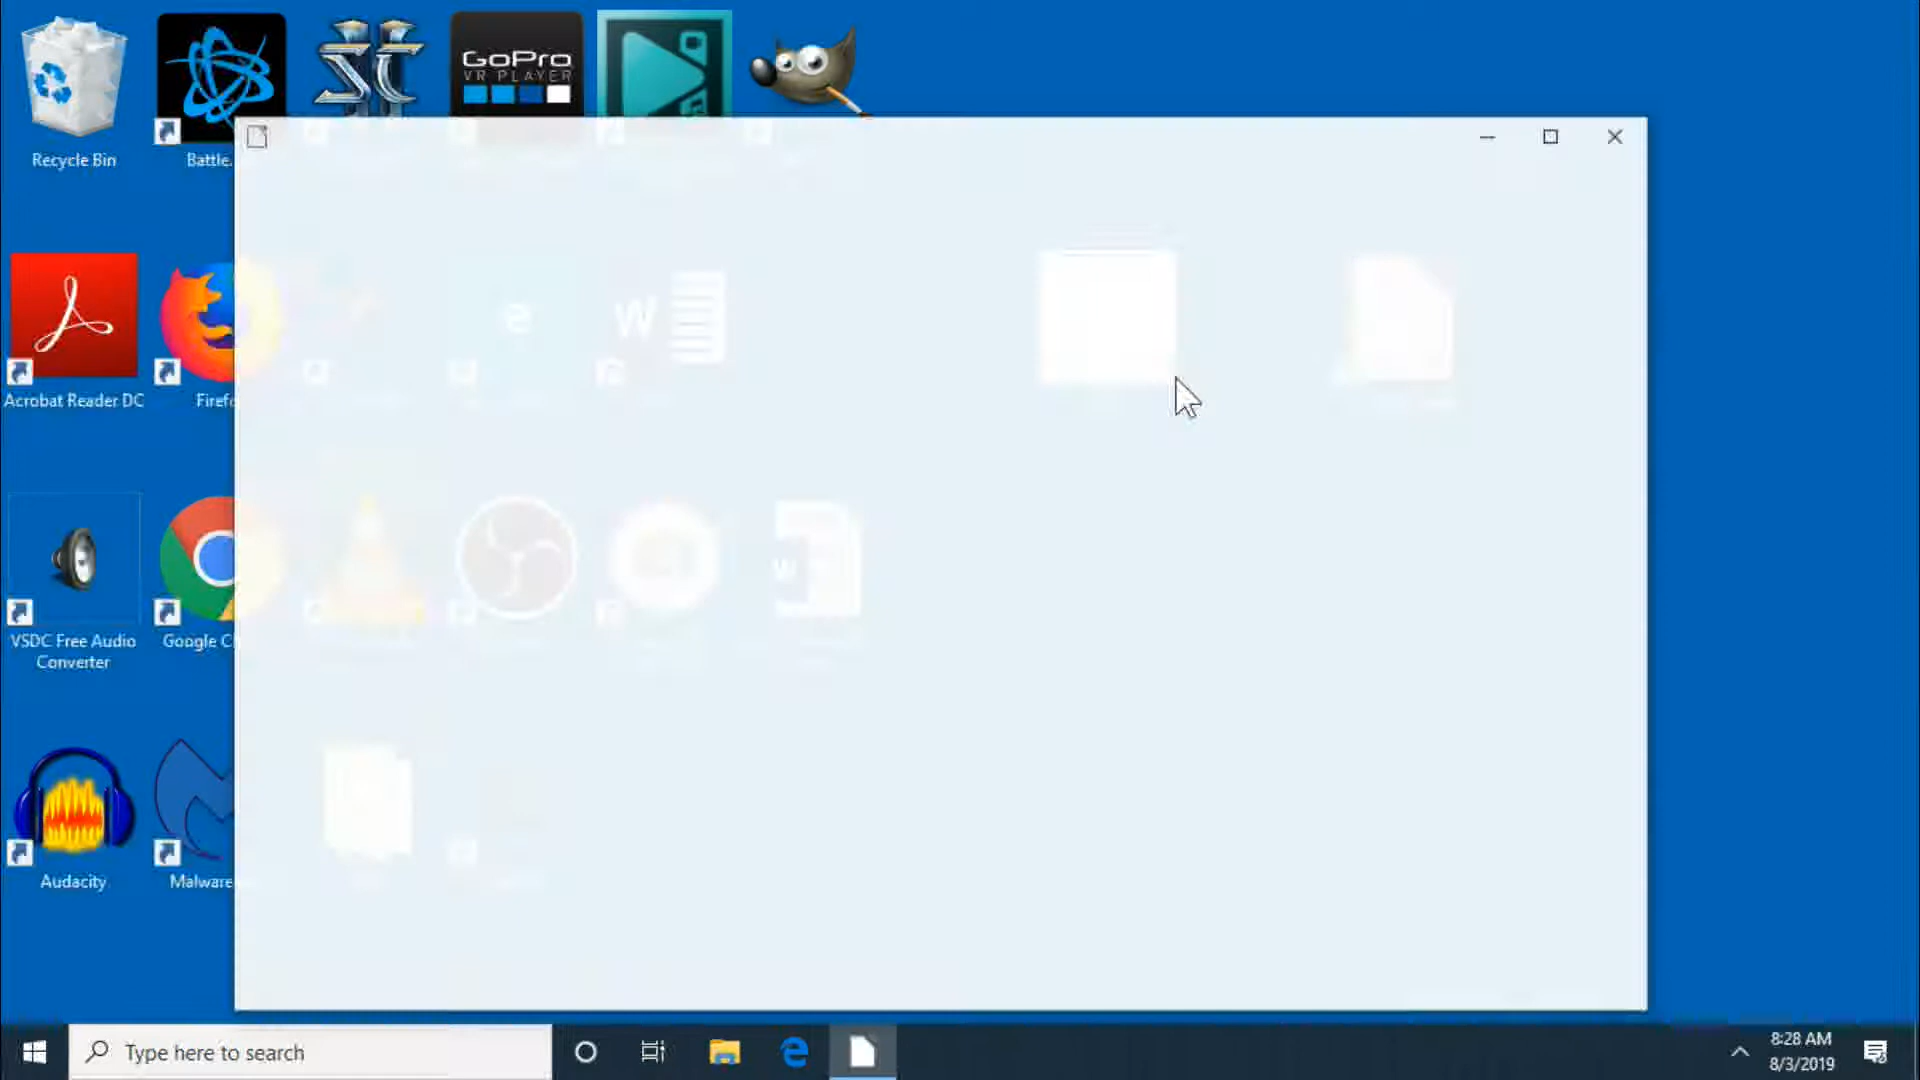 GoPro
VR PLAYER
Recycle Bin
Battle.
W
Acrobat Reader DC
Firefo
W
VSDC Free Audio
Converter
Google C
Audacity
Malware
Type here to search
8:28 AM
8/3/2019